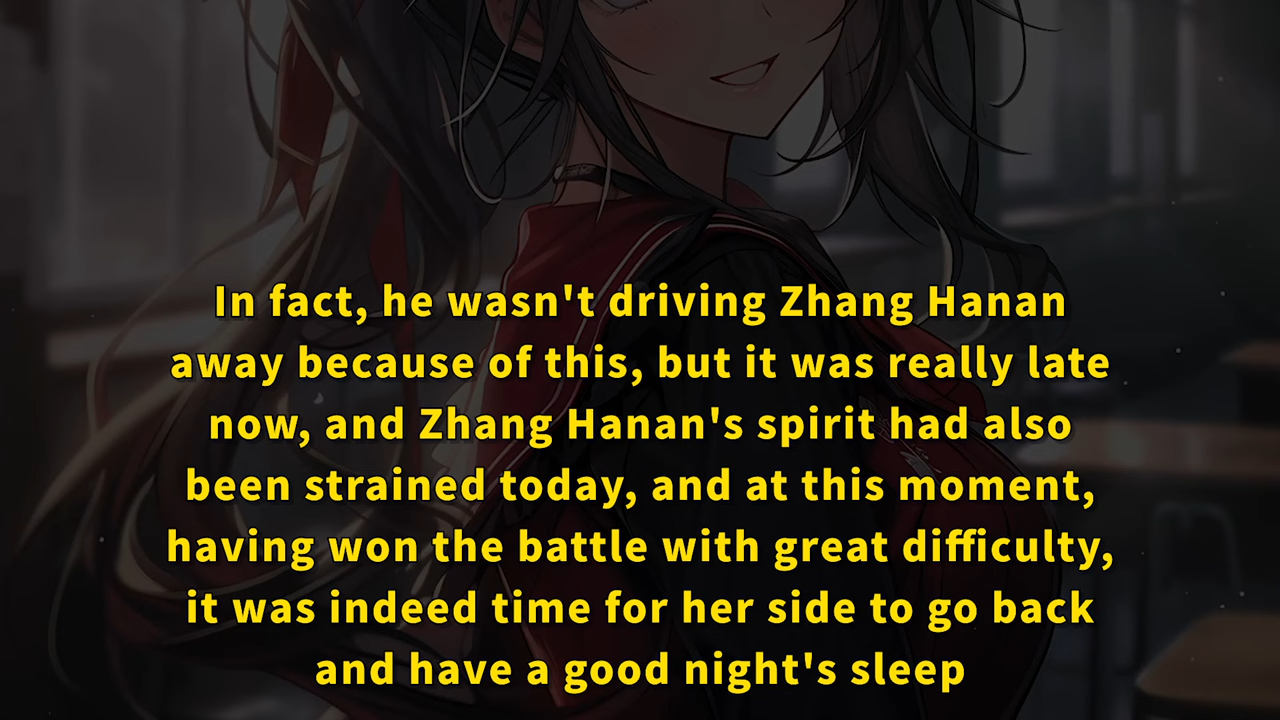 In fact, he wasn't driving Zhang Hanan
away because of this, but it was really late
now, and Zhang Hanan's spirit had also
been strained today, and at this moment,
having won the battle with great difficulty,
it was indeed time for her side to go back
and have a good night's sleep